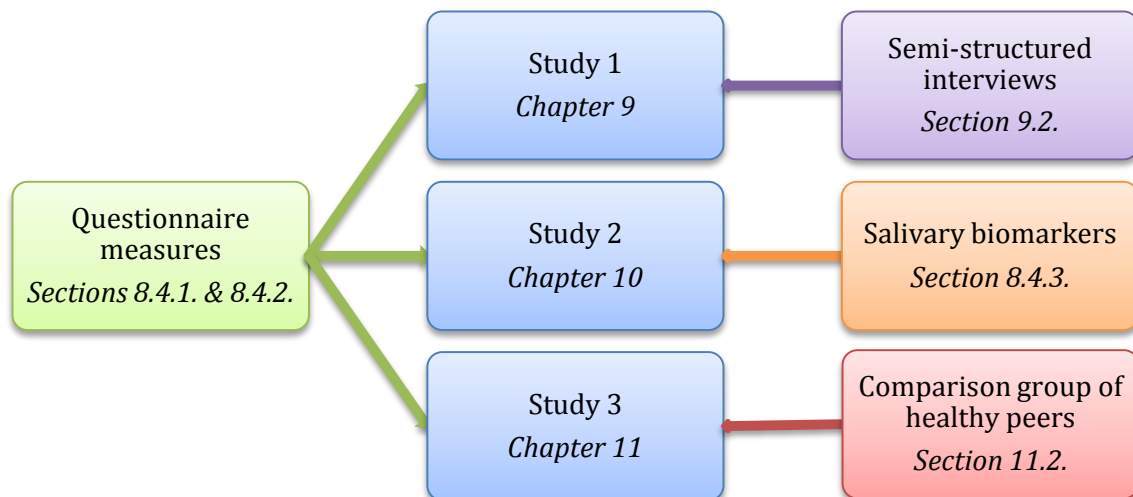 Study 1
Chapter 9
Semi-structured
interviews
Section 9.2.
Questionnaire
measures
Sections 8.4.1. & 8.4.2.
Study 2
Chapter 10
Salivary biomarkers
Section 8.4.3.
Study 3
Chapter 11
Comparison group of
healthy peers
Section 11.2.